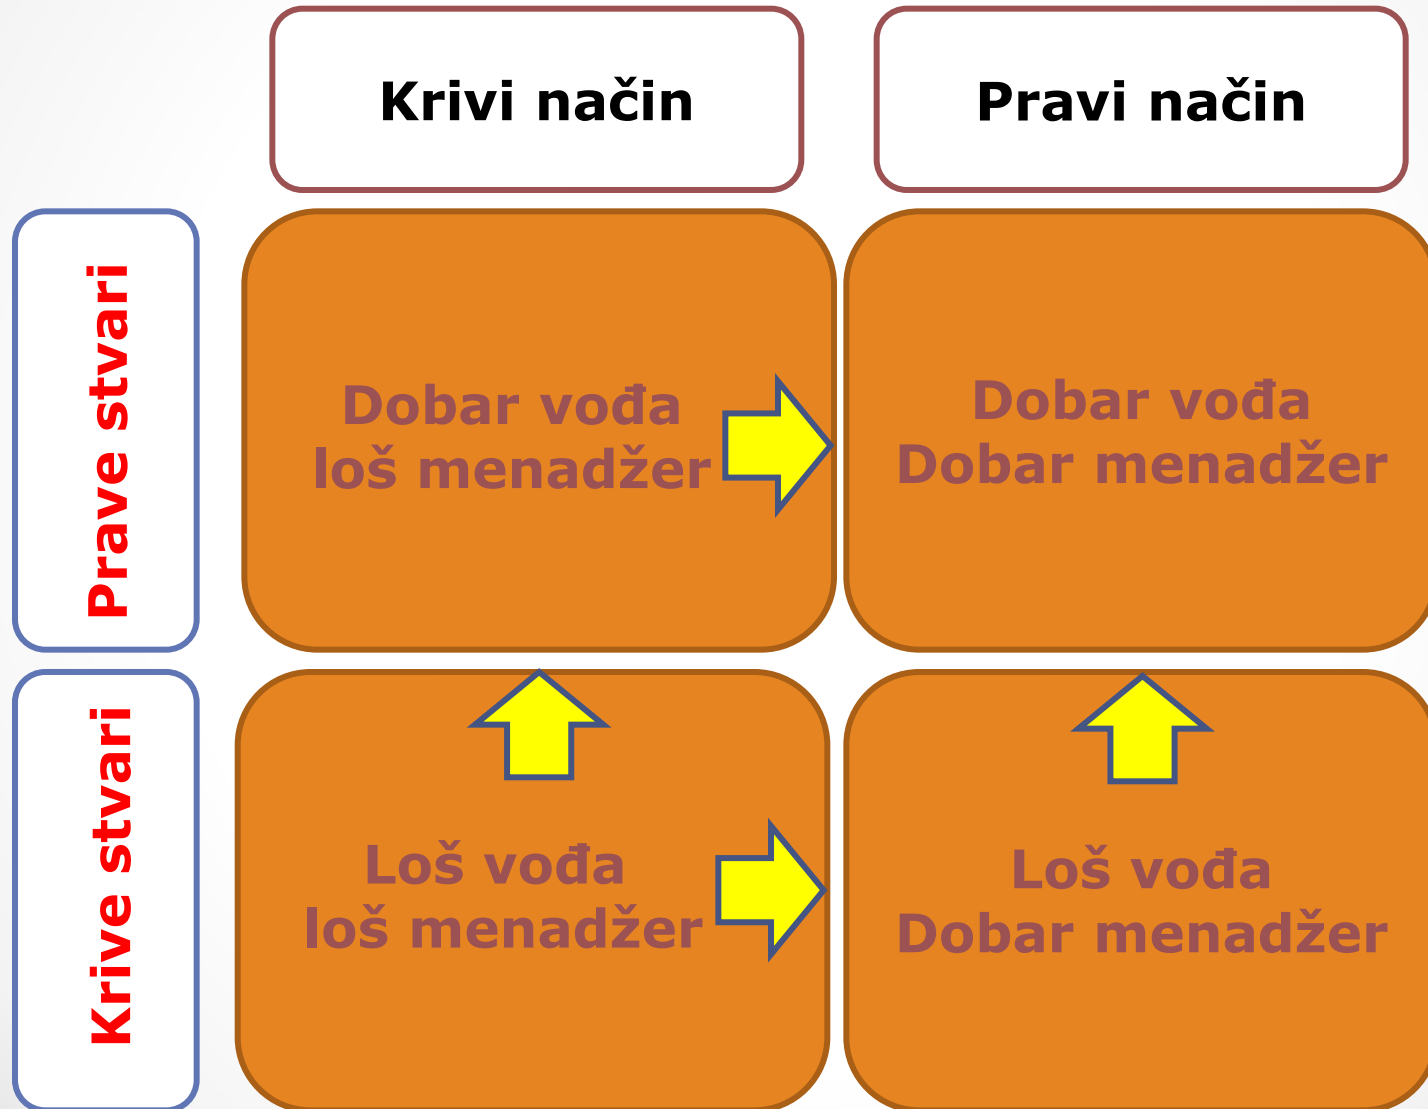 Krivi način
Pravi način
Prave stvari
Dobar vođa
loš menadžer
Dobar vođa
Dobar menadžer
Krive stvari
Loš vođa
loš menadžer
Loš vođa
Dobar menadžer